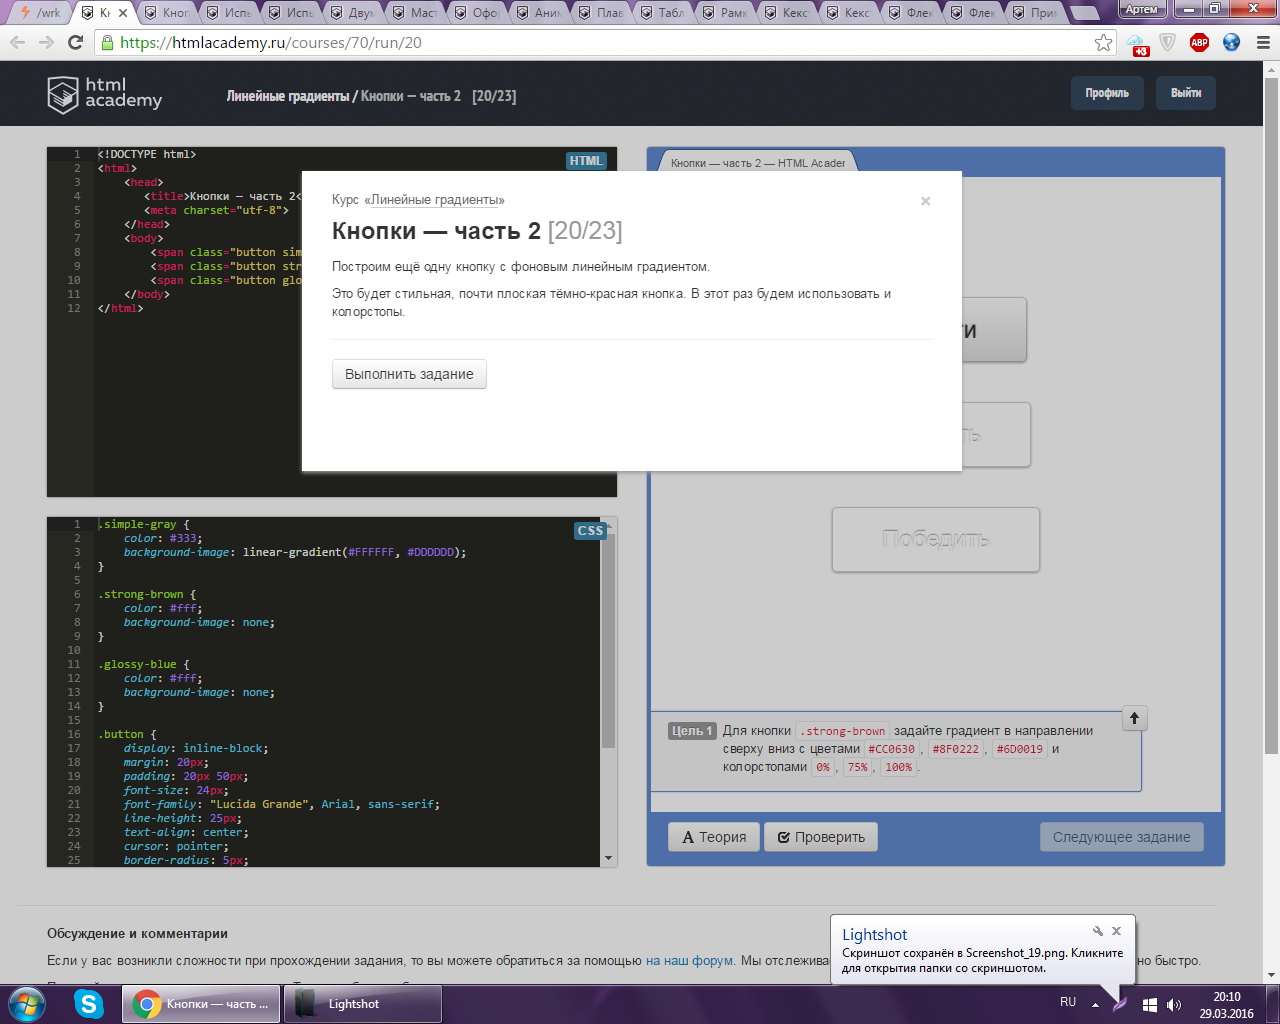 /wrk
Кн
Кноп
Испы
Испы
Двум
Маст
Офор
Аним
Плав
Табл
Рамк
Кекс
Кекс
Флек
Флек
При
Артем
https://htmlacademy.ru/courses/70/run/20
+3
ABP
html
academy
Линейные градиенты / Кнопки — часть 2 [20/23]
Профиль
Выйти
HTML
1 <!DOCTYPE html>
2 <html>
3 <head>
4 <title>Кнопки — часть 2<
5 <meta charset="utf-8">
6 </head>
7 <body>
8 <span class="button sim
9 <span class="button str
10 <span class="button glo
11 </body>
12 </html>
Кнопки — часть 2 — HTML Academ
Курс «Линейные градиенты»
×
Кнопки — часть 2 [20/23]
Построим ещё одну кнопку с фоновым линейным градиентом.
Это будет стильная, почти плоская тёмно-красная кнопка. В этот раз будем использовать и
колорстопы.
Выполнить задание
ти
ть
Победить
CSS
1 .simple-gray {
2 color: #333;
3 background-image: linear-gradient(#FFFFFF, #DDDDDD);
4 }
5
6 .strong-brown {
7 color: #fff;
8 background-image: none;
9 }
10
11 .glossy-blue {
12 color: #fff;
13 background-image: none;
14 }
15
16 .button {
17 display: inline-block;
18 margin: 20px;
19 padding: 20px 50px;
20 font-size: 24px;
21 font-family: "Lucida Grande", Arial, sans-serif;
22 line-height: 25px;
23 text-align: center;
24 cursor: pointer;
25 border-radius: 5px;
Цель 1 Для кнопки .strong-brown задайте градиент в направлении
сверху вниз с цветами #CC0630, #8F0222, #6D0019 и
колорстопами 0%, 75%, 100%.
Теория
Проверить
Следующее задание
Обсуждение и комментарии
Если у вас возникли сложности при прохождении задания, то вы можете обратиться за помощью на наш форум. Мы отслежива
но быстро.
Lightshot
Скриншот сохранён в Screenshot_19.png. Кликните
для открытия папки со скриншотом.
Кнопки — часть ...
Lightshot
RU
20:10
29.03.2016